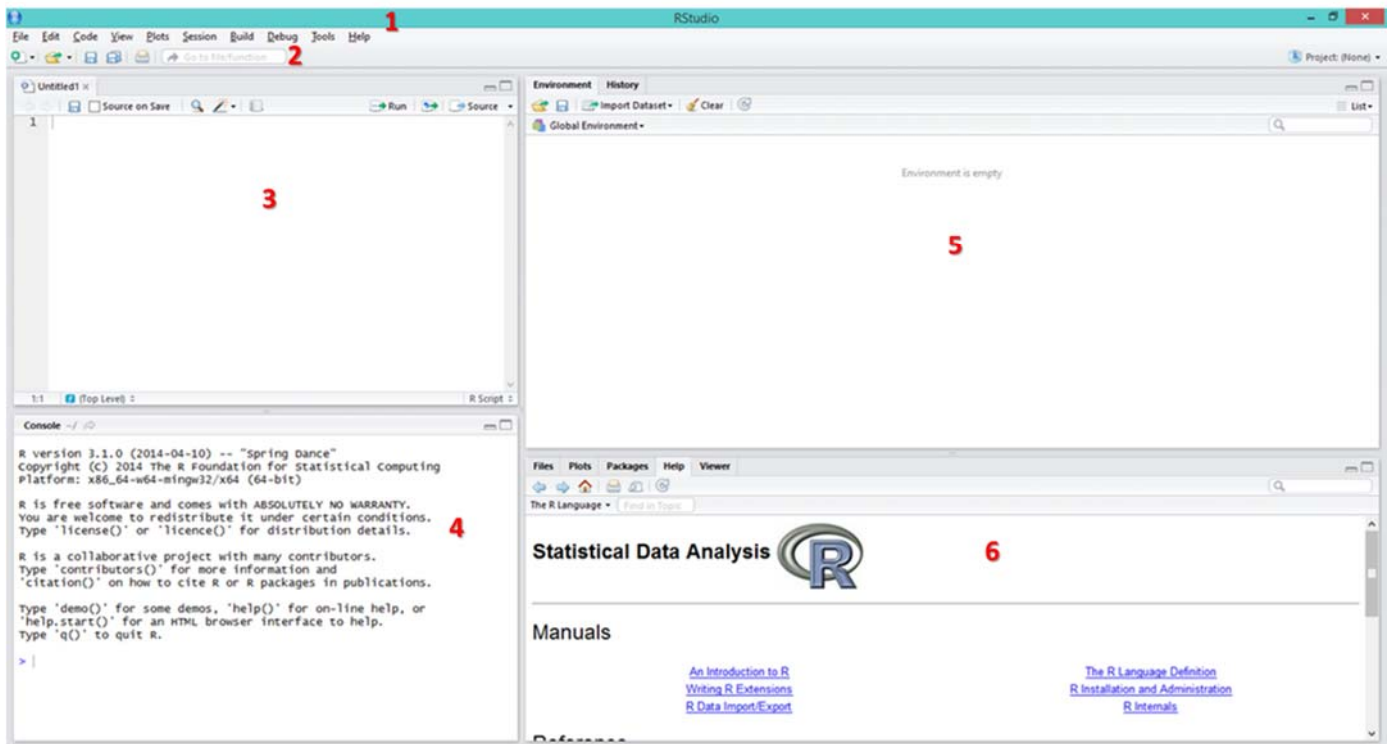 RStudio
1
File Edit Code View Plots Session Build Debug Tools Help
2
Go to file/function
Project: (None)
Untitled1
Source on Save
Run
Source
1
3
1:1
(Top Level)
R Script
Console ~/
R version 3.1.0 (2014-04-10) -- "Spring Dance"
Copyright (C) 2014 The R Foundation for Statistical Computing
Platform: x86_64-w64-mingw32/x64 (64-bit)
R is free software and comes with ABSOLUTELY NO WARRANTY.
You are welcome to redistribute it under certain conditions.
Type 'license()' or 'licence()' for distribution details.
4
R is a collaborative project with many contributors.
Type 'contributors()' for more information and
'citation()' on how to cite R or R packages in publications.
Type 'demo()' for some demos, 'help()' for on-line help, or
'help.start()' for an HTML browser interface to help.
Type 'q()' to quit R.
>
Environment History
Import Dataset
Clear
List
Global Environment
Environment is empty
5
Files Plots Packages Help Viewer
The R Language
Find in Topic
Statistical Data Analysis R
6
Manuals
An Introduction to R
The R Language Definition
Writing R Extensions
R Installation and Administration
R Data Import/Export
R Internals
Reference